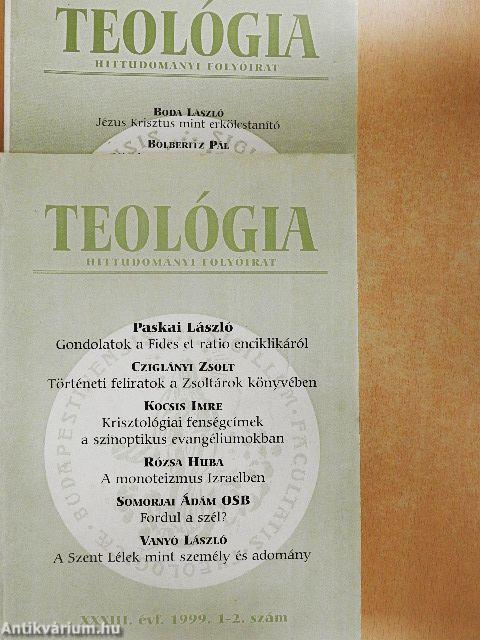 TEOLÓGIA
HITTUDOMÁNYI FOLYÓIRAT
BODA LÁSZLÓ
Jézus Krisztus mint erkölcstanító
BOLBERITZ PÁL
TEOLÓGIA
HITTUDOMÁNYI FOLYÓIRAT
Paskai László
Gondolatok a Fides et ratio enciklikáról
CZIGLÁNYI ZSOLT
Történeti feliratok a Zsoltárok könyvében
KOCSIS IMRE
Krisztológiai fenségcímek
a szinoptikus evangéliumokban
RÓZSA HUBA
A monoteizmus Izraelben
SOMORJAI ÁDÁM OSB
Fordul a szél?
VANYÓ LÁSZLÓ
A Szent Lélek mint személy és adomány
XXXIII. évf. 1999. 1-2. szám
Antikvárium.hu